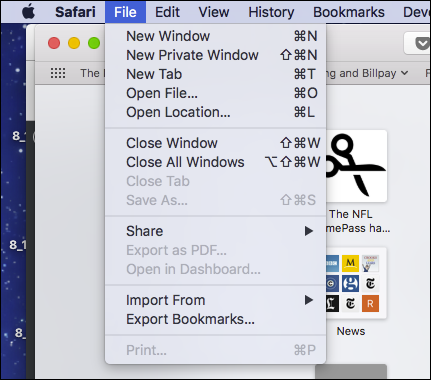 Safari File Edit View History Bookmarks Deve
New Window ⌘N
New Private Window ⇧⌘N
New Tab ⌘T
Open File... ⌘O
Open Location... ⌘L
Close Window ⇧⌘W
Close All Windows ⌥⇧⌘W
Close Tab
Save As... ⇧⌘S
Share ▶
Export as PDF...
Open in Dashboard...
Import From ▶
Export Bookmarks...
Print... ⌘P
The
ng and Billpay
8_
8_1
8_
The NFL
mePass ha...
M
T
T
R
News